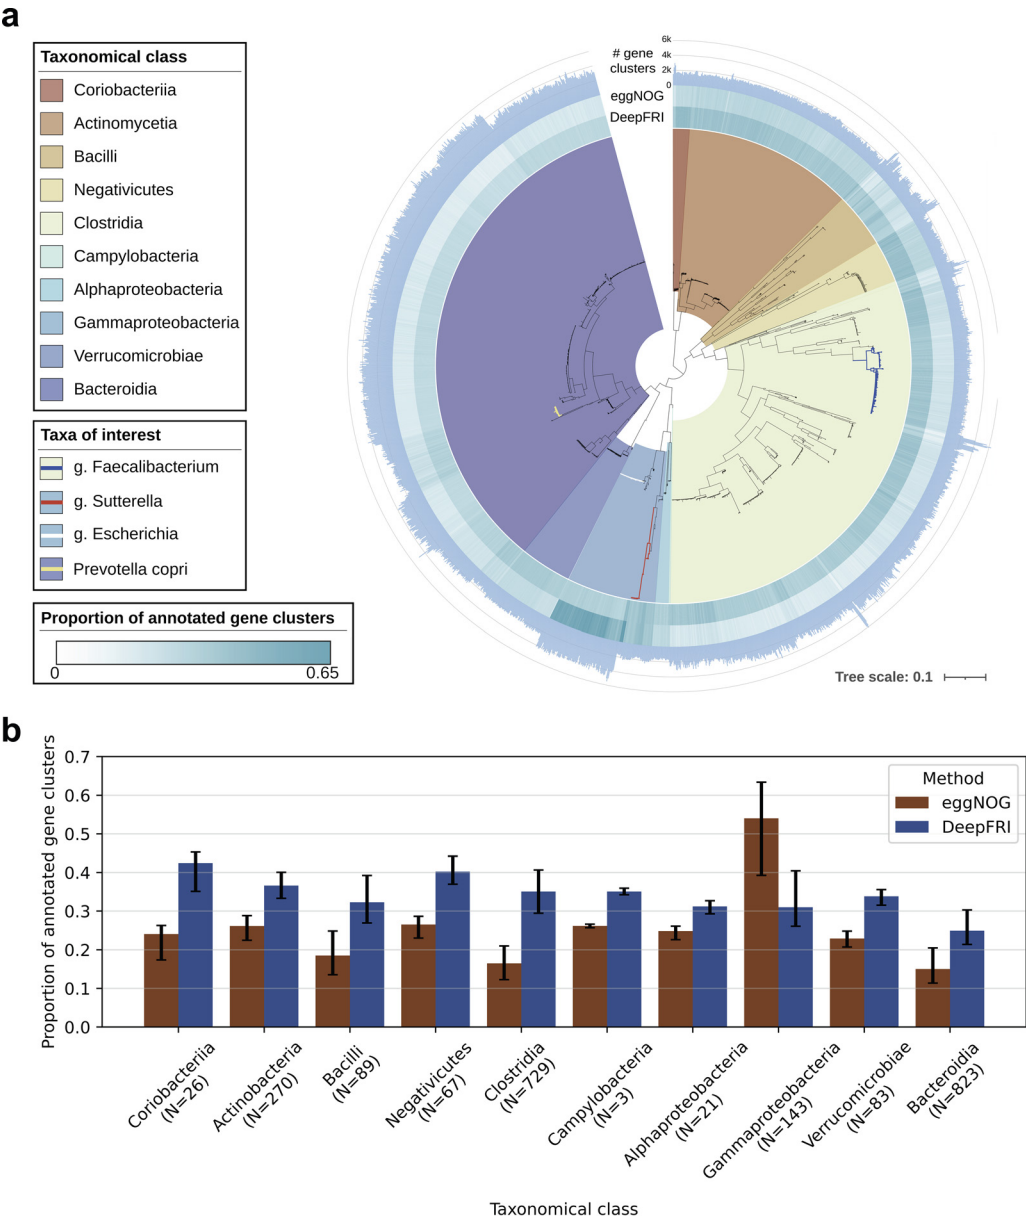 a
Taxonomical class
Coriobacteriia
Actinomycetia
Bacilli
Negativicutes
Clostridia
Campylobacteria
Alphaproteobacteria
Gammaproteobacteria
Verrucomicrobiae
Bacteroidia
Taxa of interest
g. Faecalibacterium
g. Sutterella
g. Escherichia
Prevotella copri
Proportion of annotated gene clusters
0
0.65
# gene
clusters
6k
4k
2k
0
eggNOG
DeepFRI
Tree scale: 0.1
b
Proportion of annotated gene clusters
0.7
0.6
0.5
0.4
0.3
0.2
0.1
0.0
Method
eggNOG
DeepFRI
Coriobacteriia
(N=26)
Actinobacteria
(N=270)
Bacilli
(N=89)
Negativicutes
(N=67)
Clostridia
(N=729)
Campylobacteria
(N=3)
Alphaproteobacteria
(N=21)
Gammaproteobacteria
(N=143)
Verrucomicrobiae
(N=83)
Bacteroidia
(N=823)
Taxonomical class